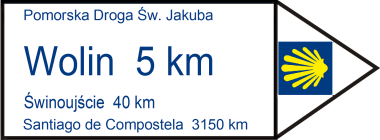 Pomorska Droga Św. Jakuba
Wolin 5 km
Świnoujście 40 km
Santiago de Compostela 3150 km